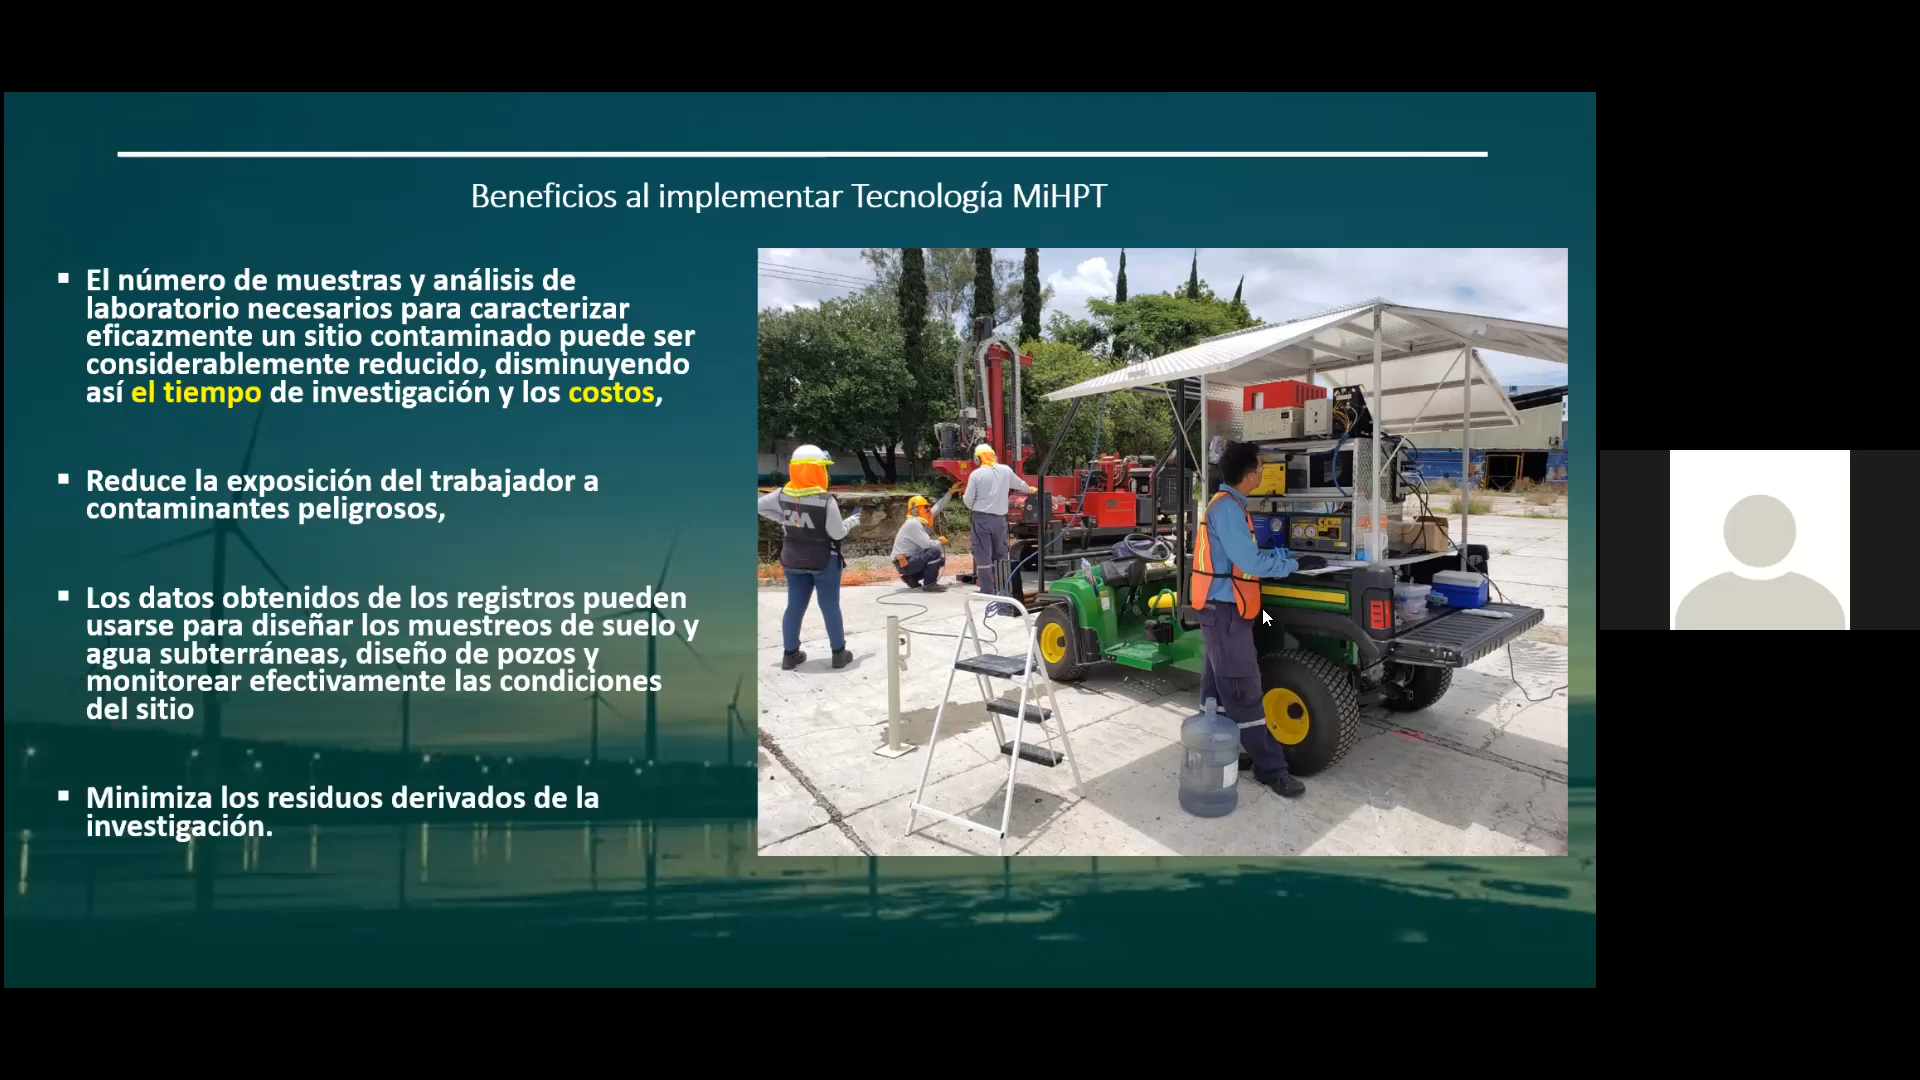 Beneficios al implementar Tecnología MiHPT
▪ El número de muestras y análisis de
laboratorio necesarios para caracterizar
eficazmente un sitio contaminado puede ser
considerablemente reducido, disminuyendo
así el tiempo de investigación y los costos,
▪ Reduce la exposición del trabajador a
contaminantes peligrosos,
▪ Los datos obtenidos de los registros pueden
usarse para diseñar los muestreos de suelo y
agua subterráneas, diseño de pozos y
monitorear efectivamente las condiciones
del sitio
▪ Minimiza los residuos derivados de la
investigación.